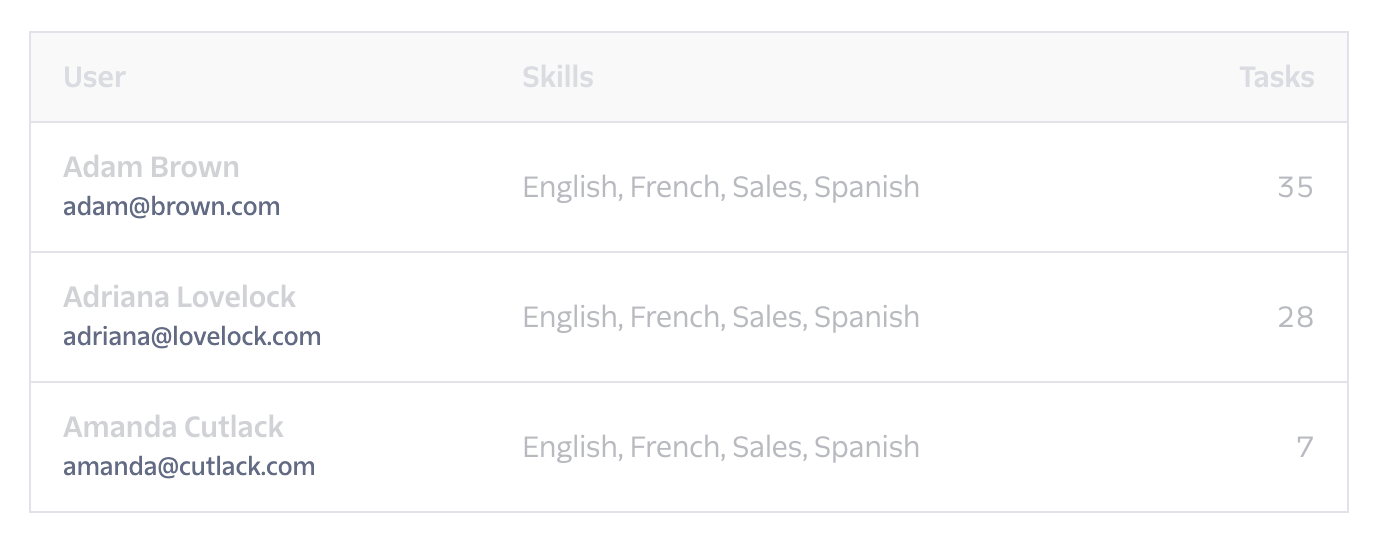 User Skills Tasks
Adam Brown
adam@brown.com
English, French, Sales, Spanish 35
Adriana Lovelock
adriana@lovelock.com
English, French, Sales, Spanish 28
Amanda Cutlack
amanda@cutlack.com
English, French, Sales, Spanish 7